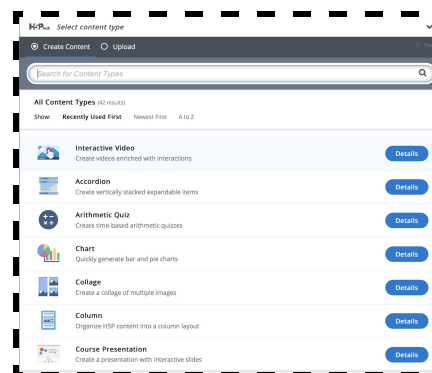 H5P Hub Select content type
Create Content Upload
Search for Content Types
All Content Types (42 results)
Show: Recently Used First Newest First A to Z
Interactive Video
Create videos enriched with interactions
Details
Accordion
Create vertically stacked expandable items
Details
Arithmetic Quiz
Create time-based arithmetic quizzes
Details
Chart
Quickly generate bar and pie charts
Details
Collage
Create a collage of multiple images
Details
Column
Organize H5P content into a column layout
Details
Course Presentation
Create a presentation with interactive slides
Details